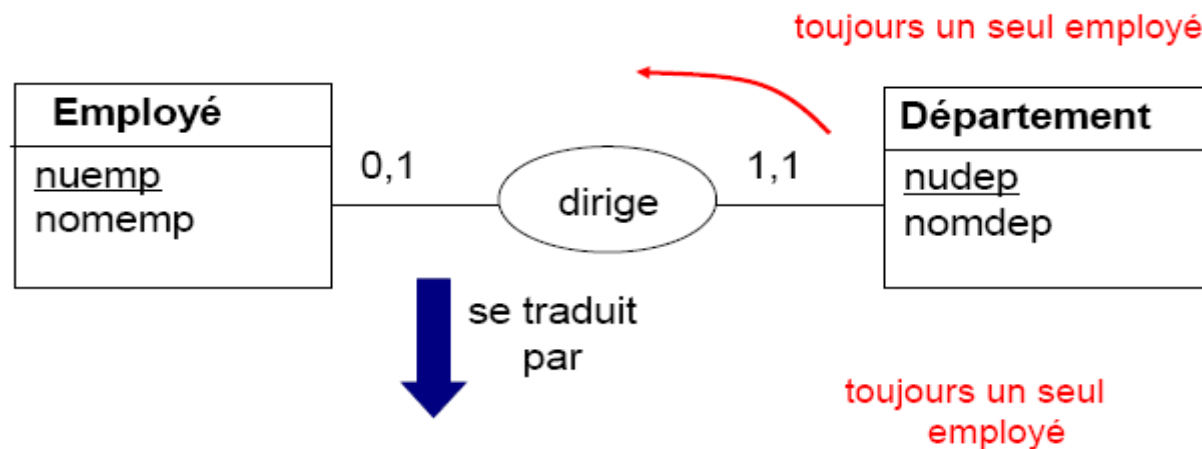 toujours un seul employé
Employé
nuemp
nomemp
0,1
dirige
1,1
Département
nudep
nomdep
se traduit
par
toujours un seul
employé